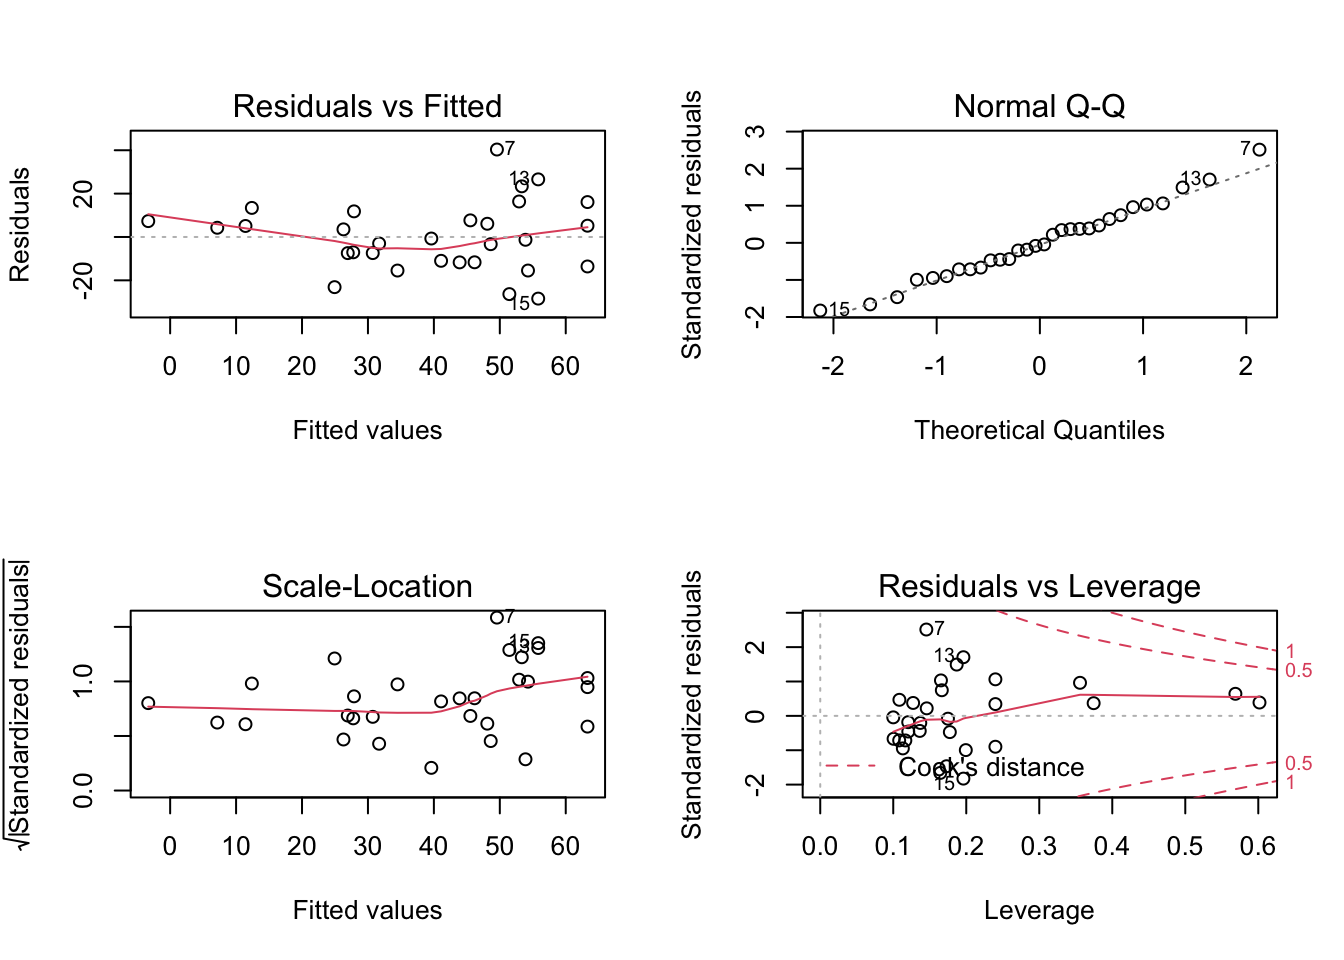 Residuals vs Fitted
Residuals
20
-20
7
13
15
0 10 20 30 40 50 60
Fitted values
Normal Q-Q
Standardized residuals
3
2
1
0
-2
7
13
15
-2 -1 0 1 2
Theoretical Quantiles
Scale-Location
√|Standardized residuals|
1.0
0.0
7
15
13
0 10 20 30 40 50 60
Fitted values
Residuals vs Leverage
Standardized residuals
2
0
-2
7
13
15
1
0.5
0.5
1
Cook's distance
0.0 0.1 0.2 0.3 0.4 0.5 0.6
Leverage